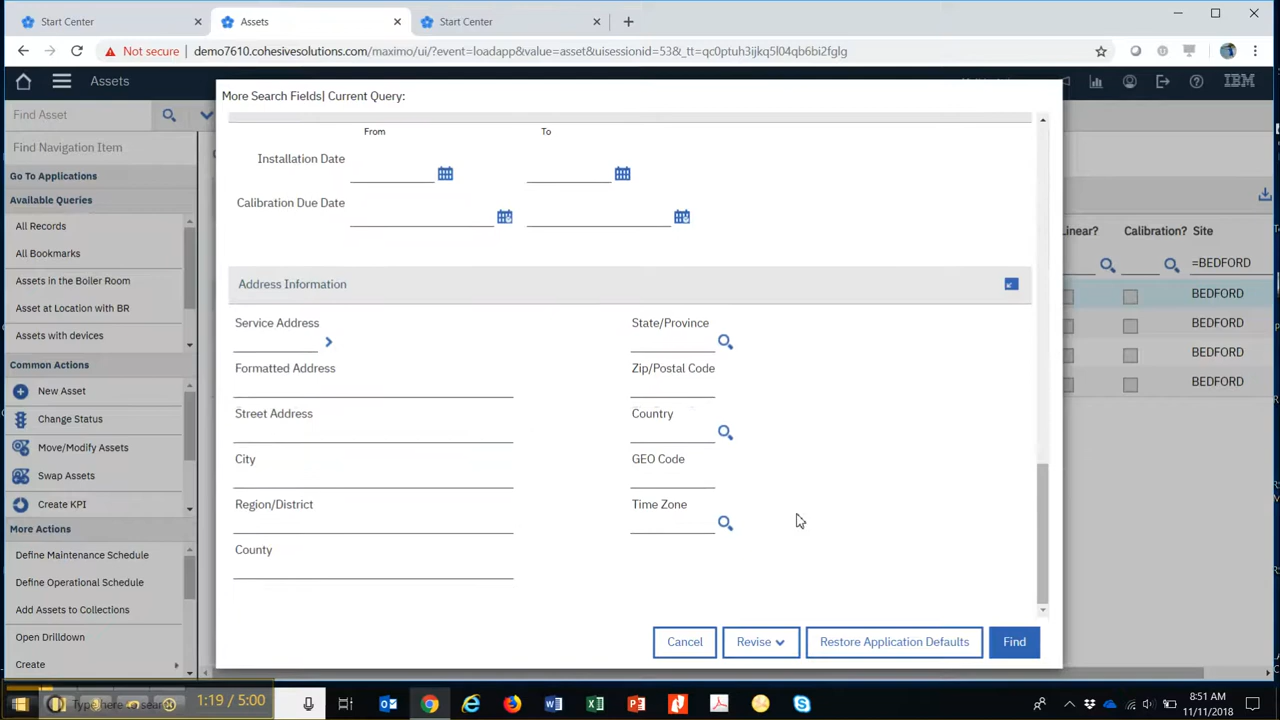 Start Center
Assets
Start Center
Not secure
demo7610.cohesivesolutions.com/maximo/ui/?event=loadapp&value=asset&uisessionid=53&_tt=qc0ptuh3ijkq5l04qb6bi2fglg
Assets
IBM
More Search Fields| Current Query:
Find Asset
From
To
Find Navigation Item
Installation Date
Go To Applications
Available Queries
Calibration Due Date
All Records
Linear?
Calibration?
Site
All Bookmarks
=BEDFORD
Assets in the Boiler Room
Address Information
BEDFORD
Asset at Location with BR
Service Address
State/Province
BEDFORD
Assets with devices
BEDFORD
Common Actions
Formatted Address
Zip/Postal Code
BEDFORD
New Asset
Street Address
Country
Change Status
Move/Modify Assets
City
GEO Code
Swap Assets
Create KPI
Region/District
Time Zone
More Actions
Define Maintenance Schedule
County
Define Operational Schedule
Add Assets to Collections
Open Drilldown
Cancel
Revise
Restore Application Defaults
Find
Create
1:19 / 5:00
8:51 AM
11/11/2018